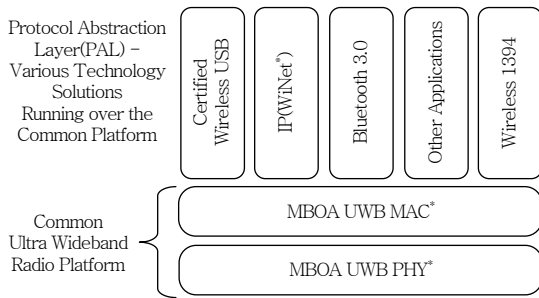 Protocol Abstraction
Layer(PAL) -
Various Technology
Solutions
Running over the
Common Platform
Certified
Wireless USB
IP(WiNet*)
Bluetooth 3.0
Other Applications
Wireless 1394
Common
Ultra Wideband
Radio Platform
MBOA UWB MAC*
MBOA UWB PHY*